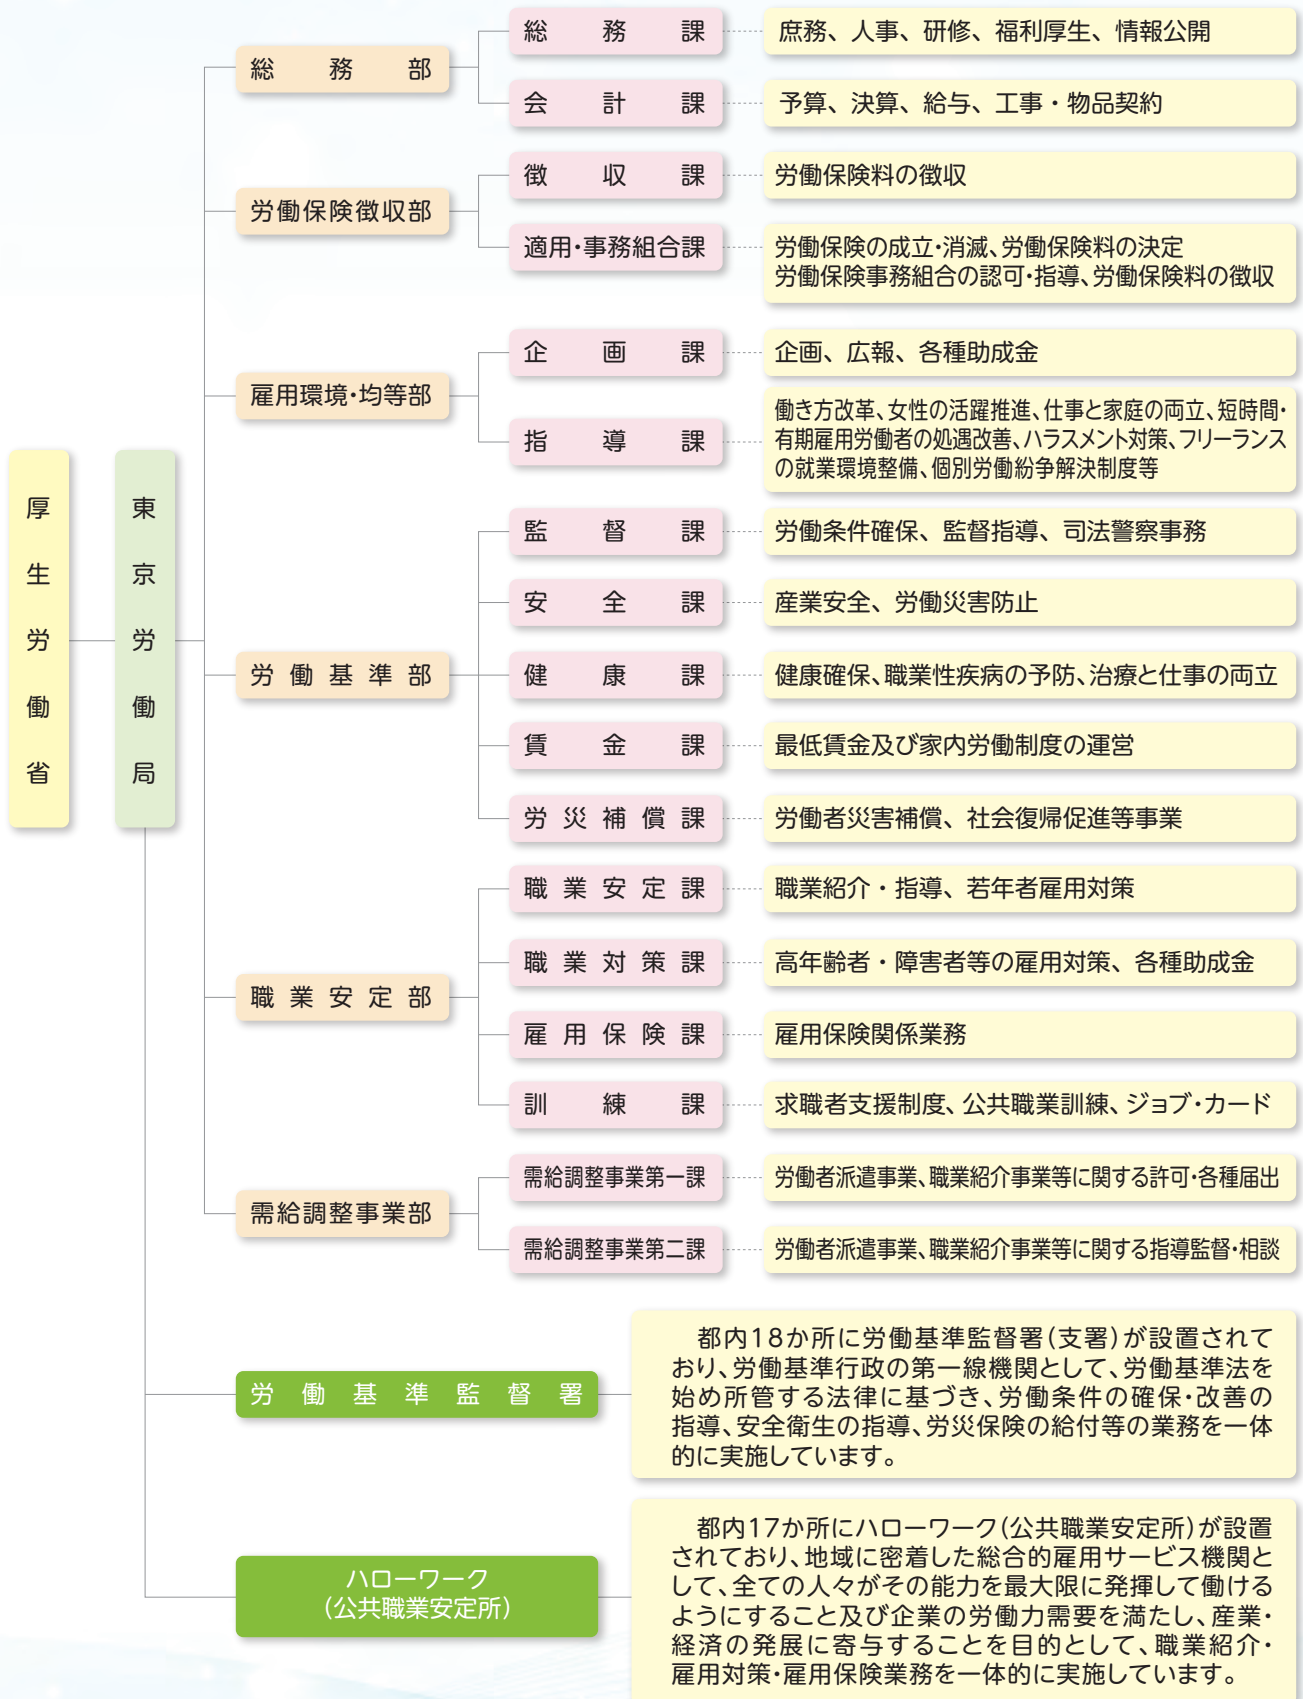 厚生労働省
東京労働局
総務部
総務課
庶務、人事、研修、福利厚生、情報公開
会計課
予算、決算、給与、工事・物品契約
労働保険徴収部
徴収課
労働保険料の徴収
適用・事務組合課
労働保険の成立・消滅、労働保険料の決定
労働保険事務組合の認可・指導、労働保険料の徴収
雇用環境・均等部
企画課
企画、広報、各種助成金
指導課
働き方改革、女性の活躍推進、仕事と家庭の両立、短時間・
有期雇用労働者の処遇改善、ハラスメント対策、フリーランス
の就業環境整備、個別労働紛争解決制度等
労働基準部
監督課
労働条件確保、監督指導、司法警察事務
安全課
産業安全、労働災害防止
健康課
健康確保、職業性疾病の予防、治療と仕事の両立
賃金課
最低賃金及び家内労働制度の運営
労災補償課
労働者災害補償、社会復帰促進等事業
職業安定部
職業安定課
職業紹介・指導、若年者雇用対策
職業対策課
高年齢者・障害者等の雇用対策、各種助成金
雇用保険課
雇用保険関係業務
訓練課
求職者支援制度、公共職業訓練、ジョブ・カード
需給調整事業部
需給調整事業第一課
労働者派遣事業、職業紹介事業等に関する許可・各種届出
需給調整事業第二課
労働者派遣事業、職業紹介事業等に関する指導監督・相談
労働基準監督署
都内18か所に労働基準監督署(支署)が設置されて
おり、労働基準行政の第一線機関として、労働基準法を
始め所管する法律に基づき、労働条件の確保・改善の
指導、安全衛生の指導、労災保険の給付等の業務を一体
的に実施しています。
ハローワーク
(公共職業安定所)
都内17か所にハローワーク(公共職業安定所)が設置
されており、地域に密着した総合的雇用サービス機関と
して、全ての人々がその能力を最大限に発揮して働ける
ようにすること及び企業の労働力需要を満たし、産業・
経済の発展に寄与することを目的として、職業紹介・
雇用対策・雇用保険業務を一体的に実施しています。